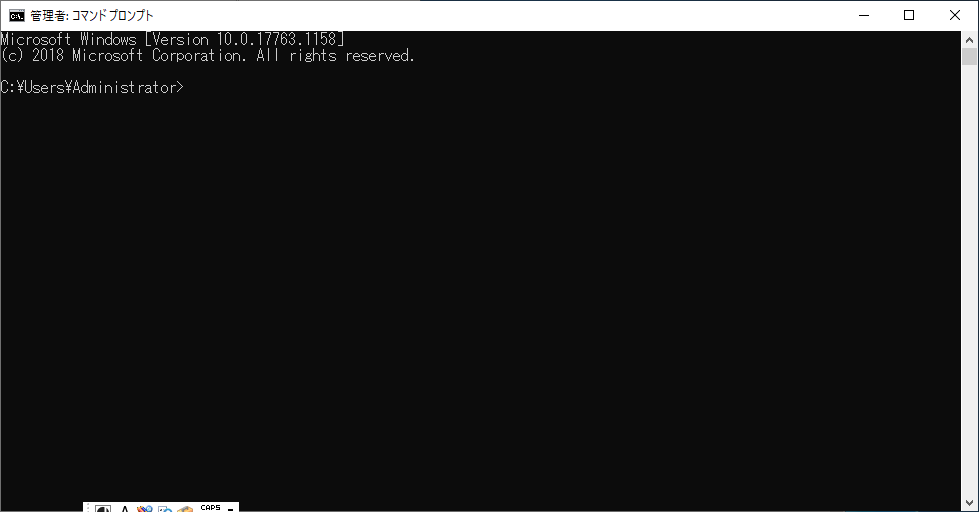 管理者: コマンド プロンプト
Microsoft Windows [Version 10.0.17763.1158]
(c) 2018 Microsoft Corporation. All rights reserved.
C:¥Users¥Administrator>
A
CAPS